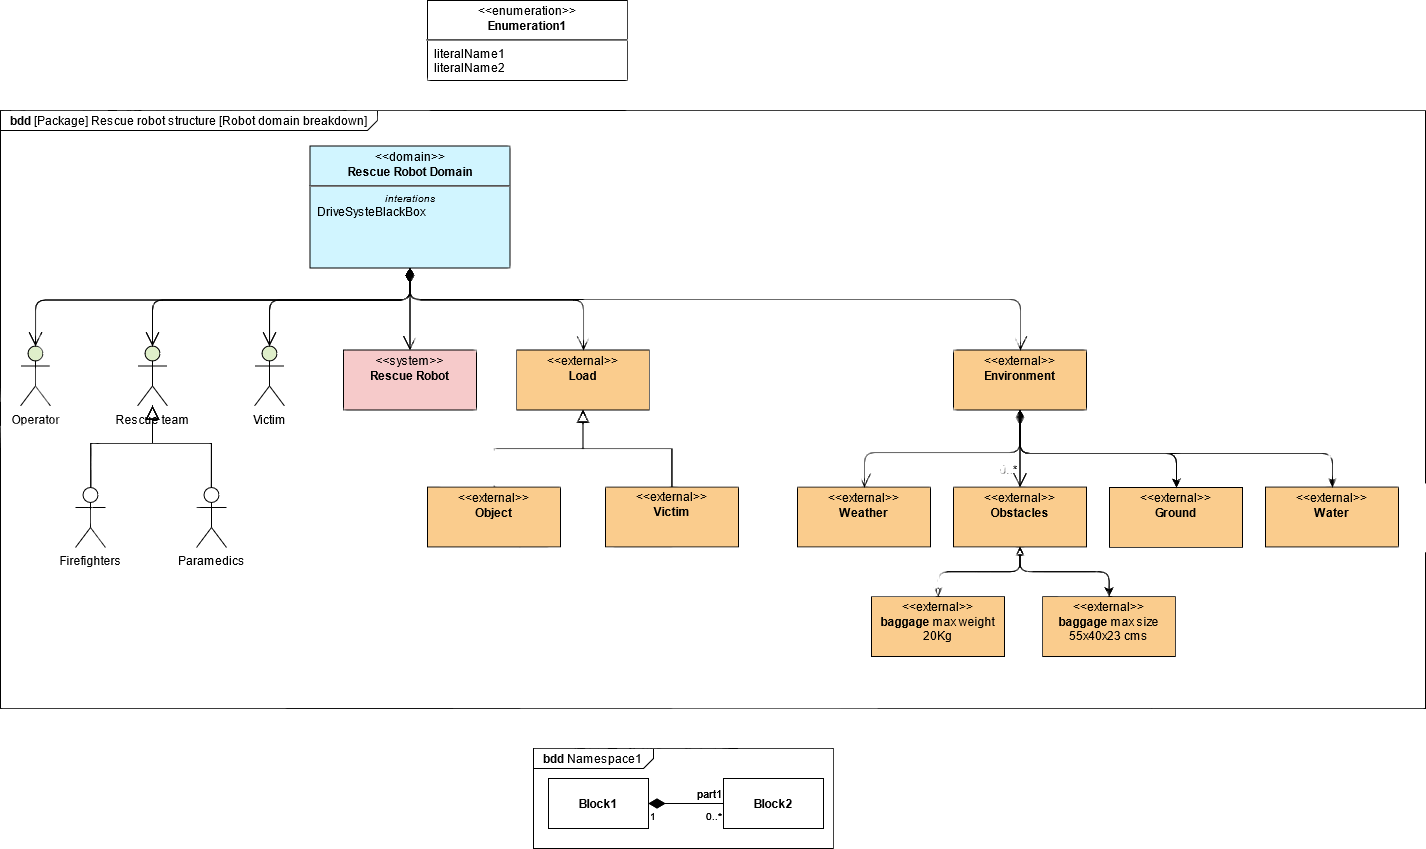 <<enumeration>>
Enumeration1
literalName1
literalName2
bdd [Package] Rescue robot structure [Robot domain breakdown]
<<domain>>
Rescue Robot Domain
interations
DriveSysteBlackBox
Operator
Rescue team
Victim
<<system>>
Rescue Robot
<<external>>
Load
<<external>>
Environment
Firefighters
Paramedics
<<external>>
Object
<<external>>
Victim
0..*
<<external>>
Weather
<<external>>
Obstacles
<<external>>
Ground
<<external>>
Water
<<external>>
baggage max weight
20Kg
<<external>>
baggage max size
55x40x23 cms
bdd Namespace1
Block1
1
part1
0..*
Block2